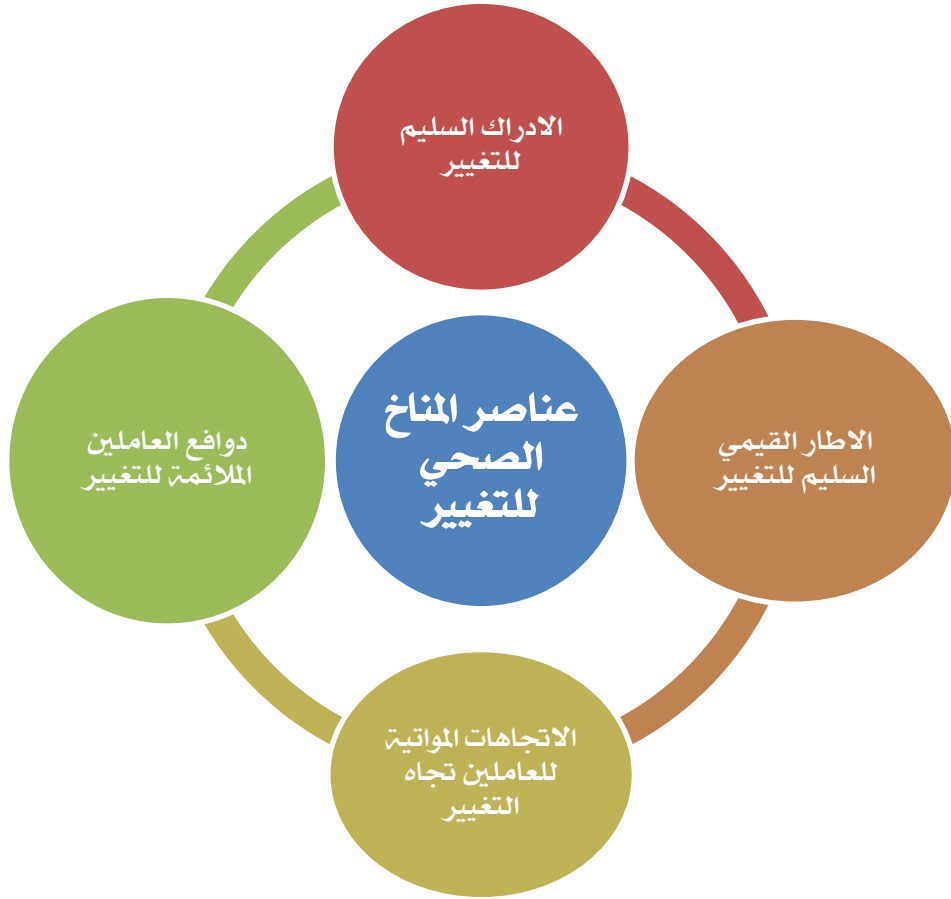 الادراك السليم
للتغيير
عناصر المناخ
الصحي
للتغيير
الاطار القيمي
السليم للتغيير
دوافع العاملين
الملائمة للتغيير
الاتجاهات المواتية
للعاملين تجاه
التغيير